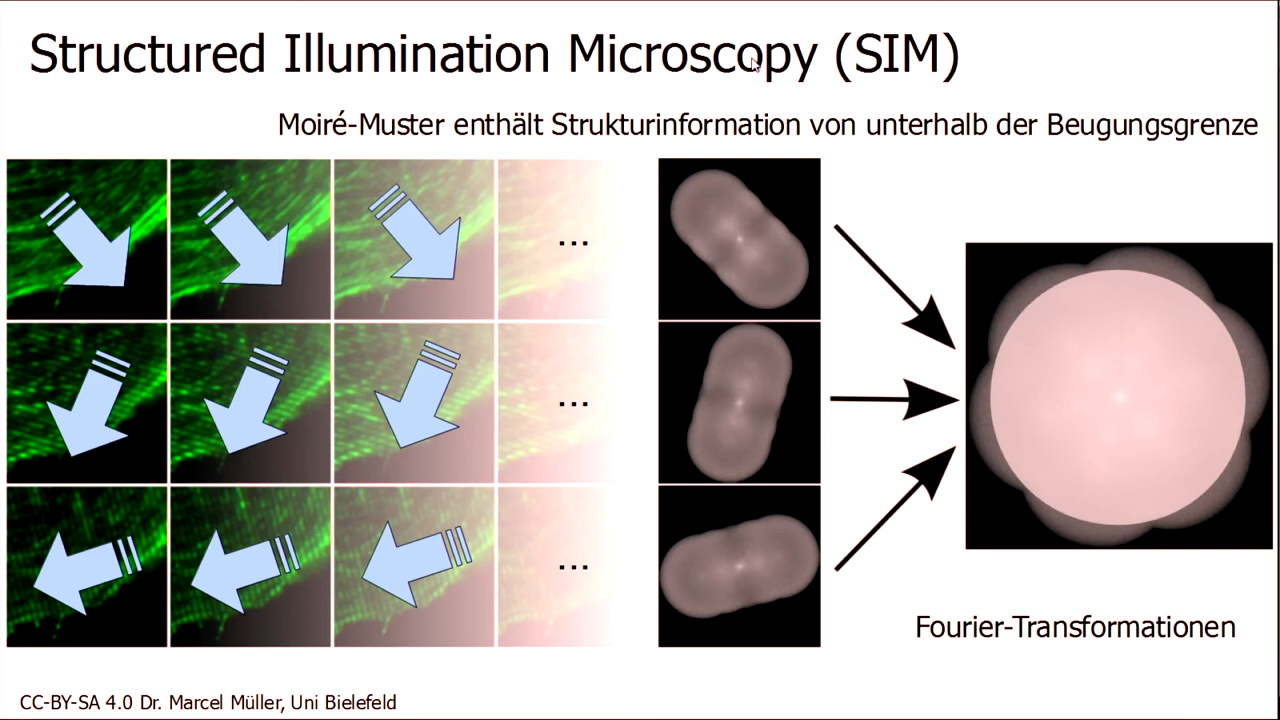 Structured Illumination Microscopy (SIM)
Moiré-Muster enthält Strukturinformation von unterhalb der Beugungsgrenze
...
...
...
Fourier-Transformationen
CC-BY-SA 4.0 Dr. Marcel Müller, Uni Bielefeld